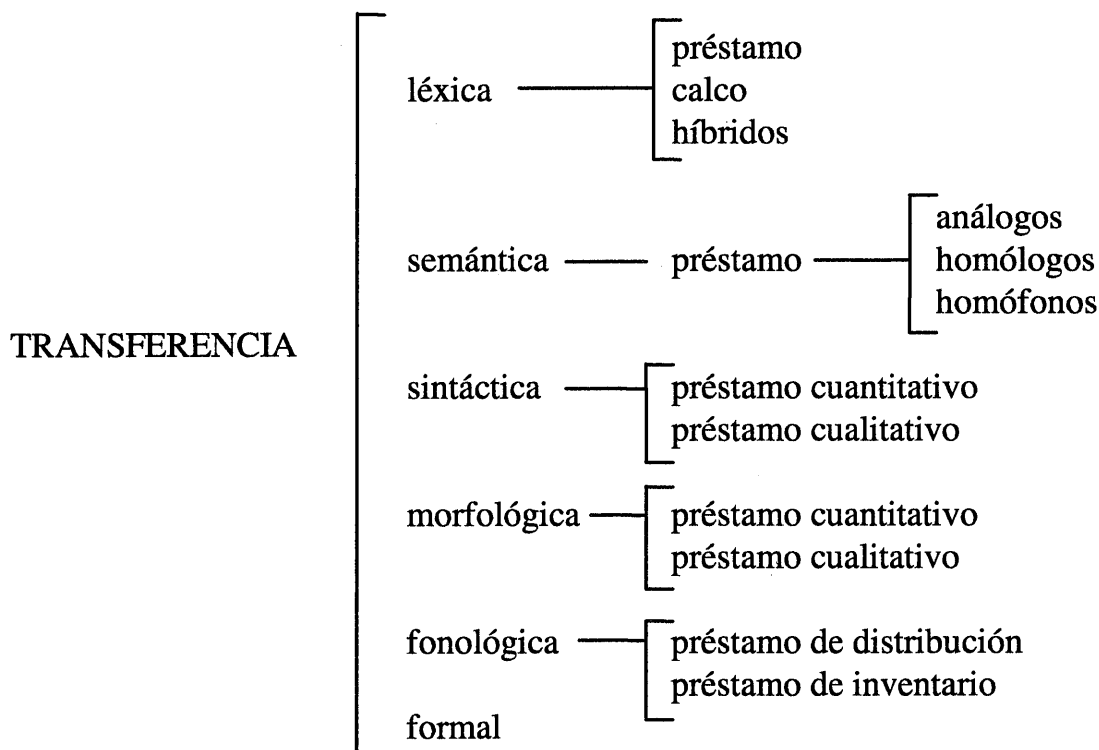 TRANSFERENCIA
léxica
préstamo
calco
híbridos
semántica
préstamo
análogos
homólogos
homófonos
sintáctica
préstamo cuantitativo
préstamo cualitativo
morfológica
préstamo cuantitativo
préstamo cualitativo
fonológica
préstamo de distribución
préstamo de inventario
formal